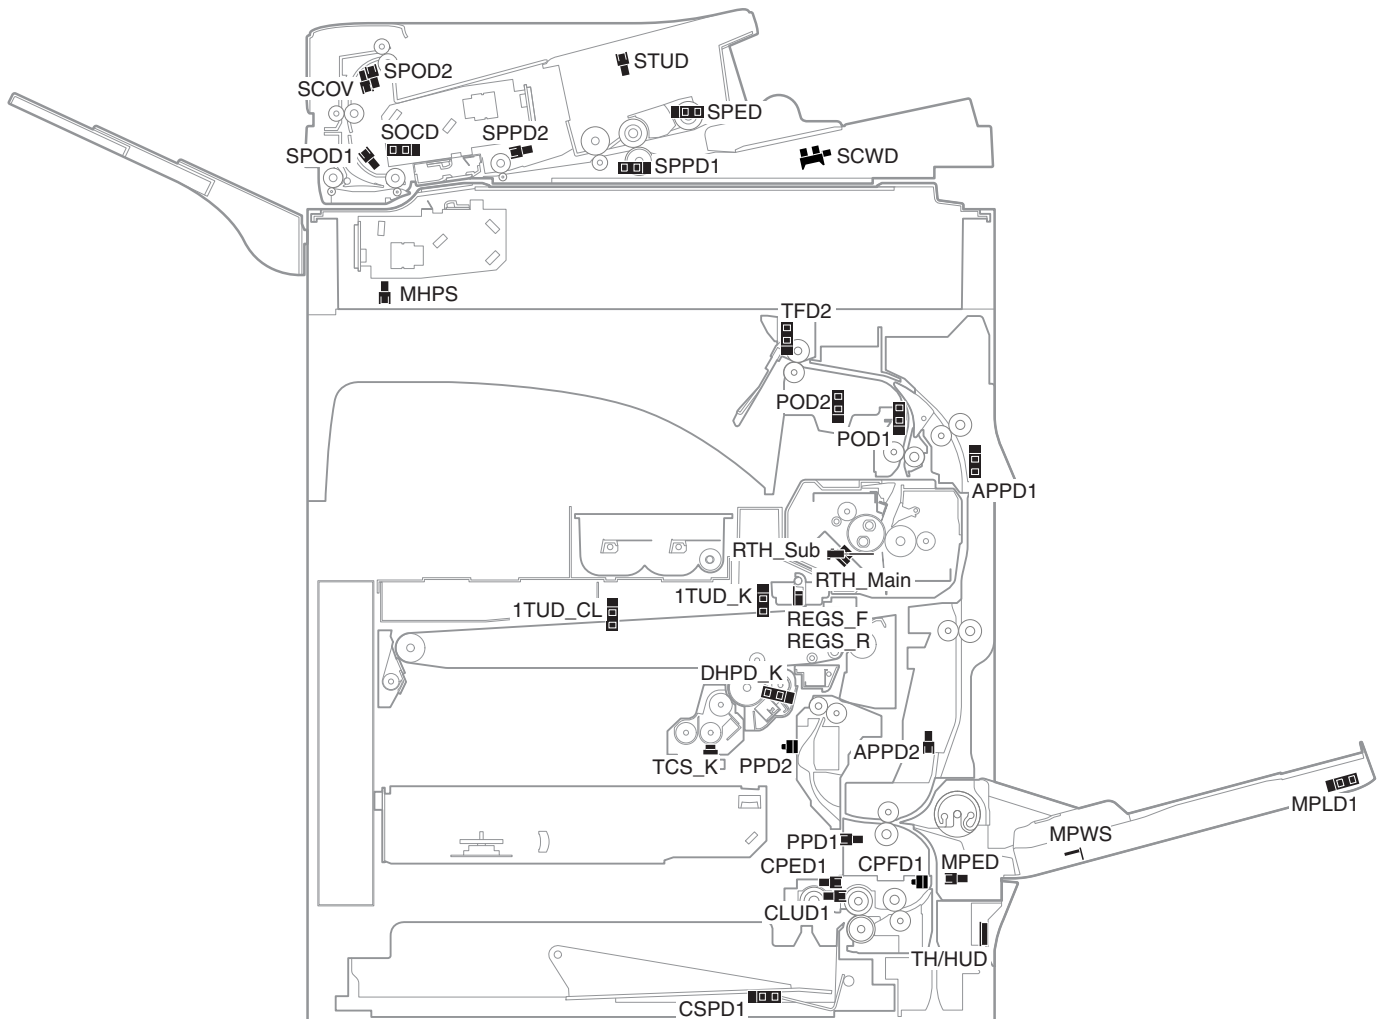 STUD
SPOD2
SCOV
SPED
SOCD
SPPD2
SPOD1
SPPD1
SCWD
MHPS
TFD2
POD2
POD1
APPD1
RTH_Sub
RTH_Main
1TUD_K
1TUD_CL
REGS_F
REGS_R
DHPD_K
APPD2
TCS_K
PPD2
MPLD1
MPWS
PPD1
CPED1
CPFD1
MPED
CLUD1
TH/HUD
CSPD1